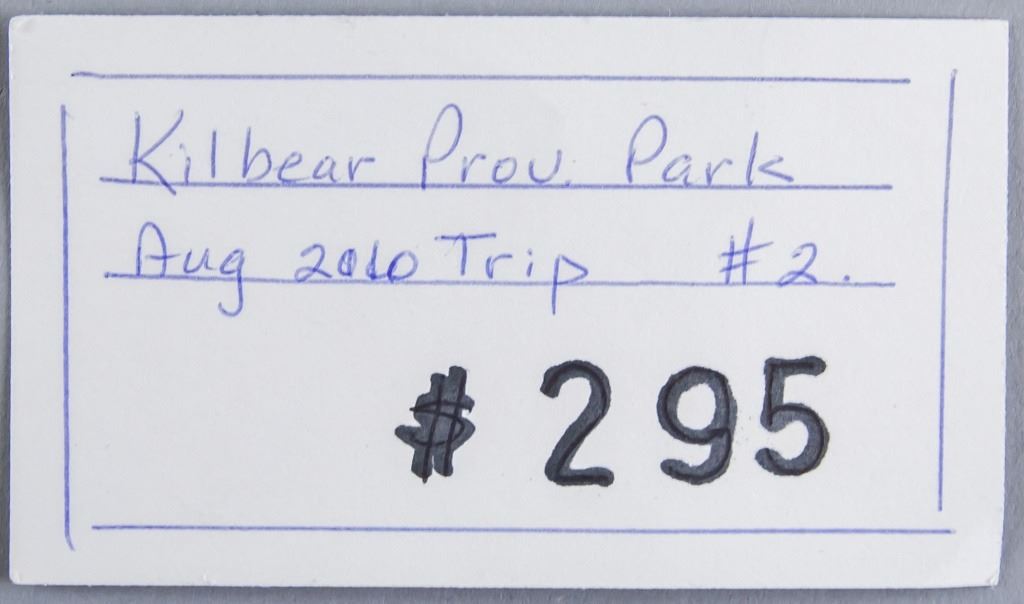 Kilbear Prov. Park
Aug 2010 Trip #2.
$295